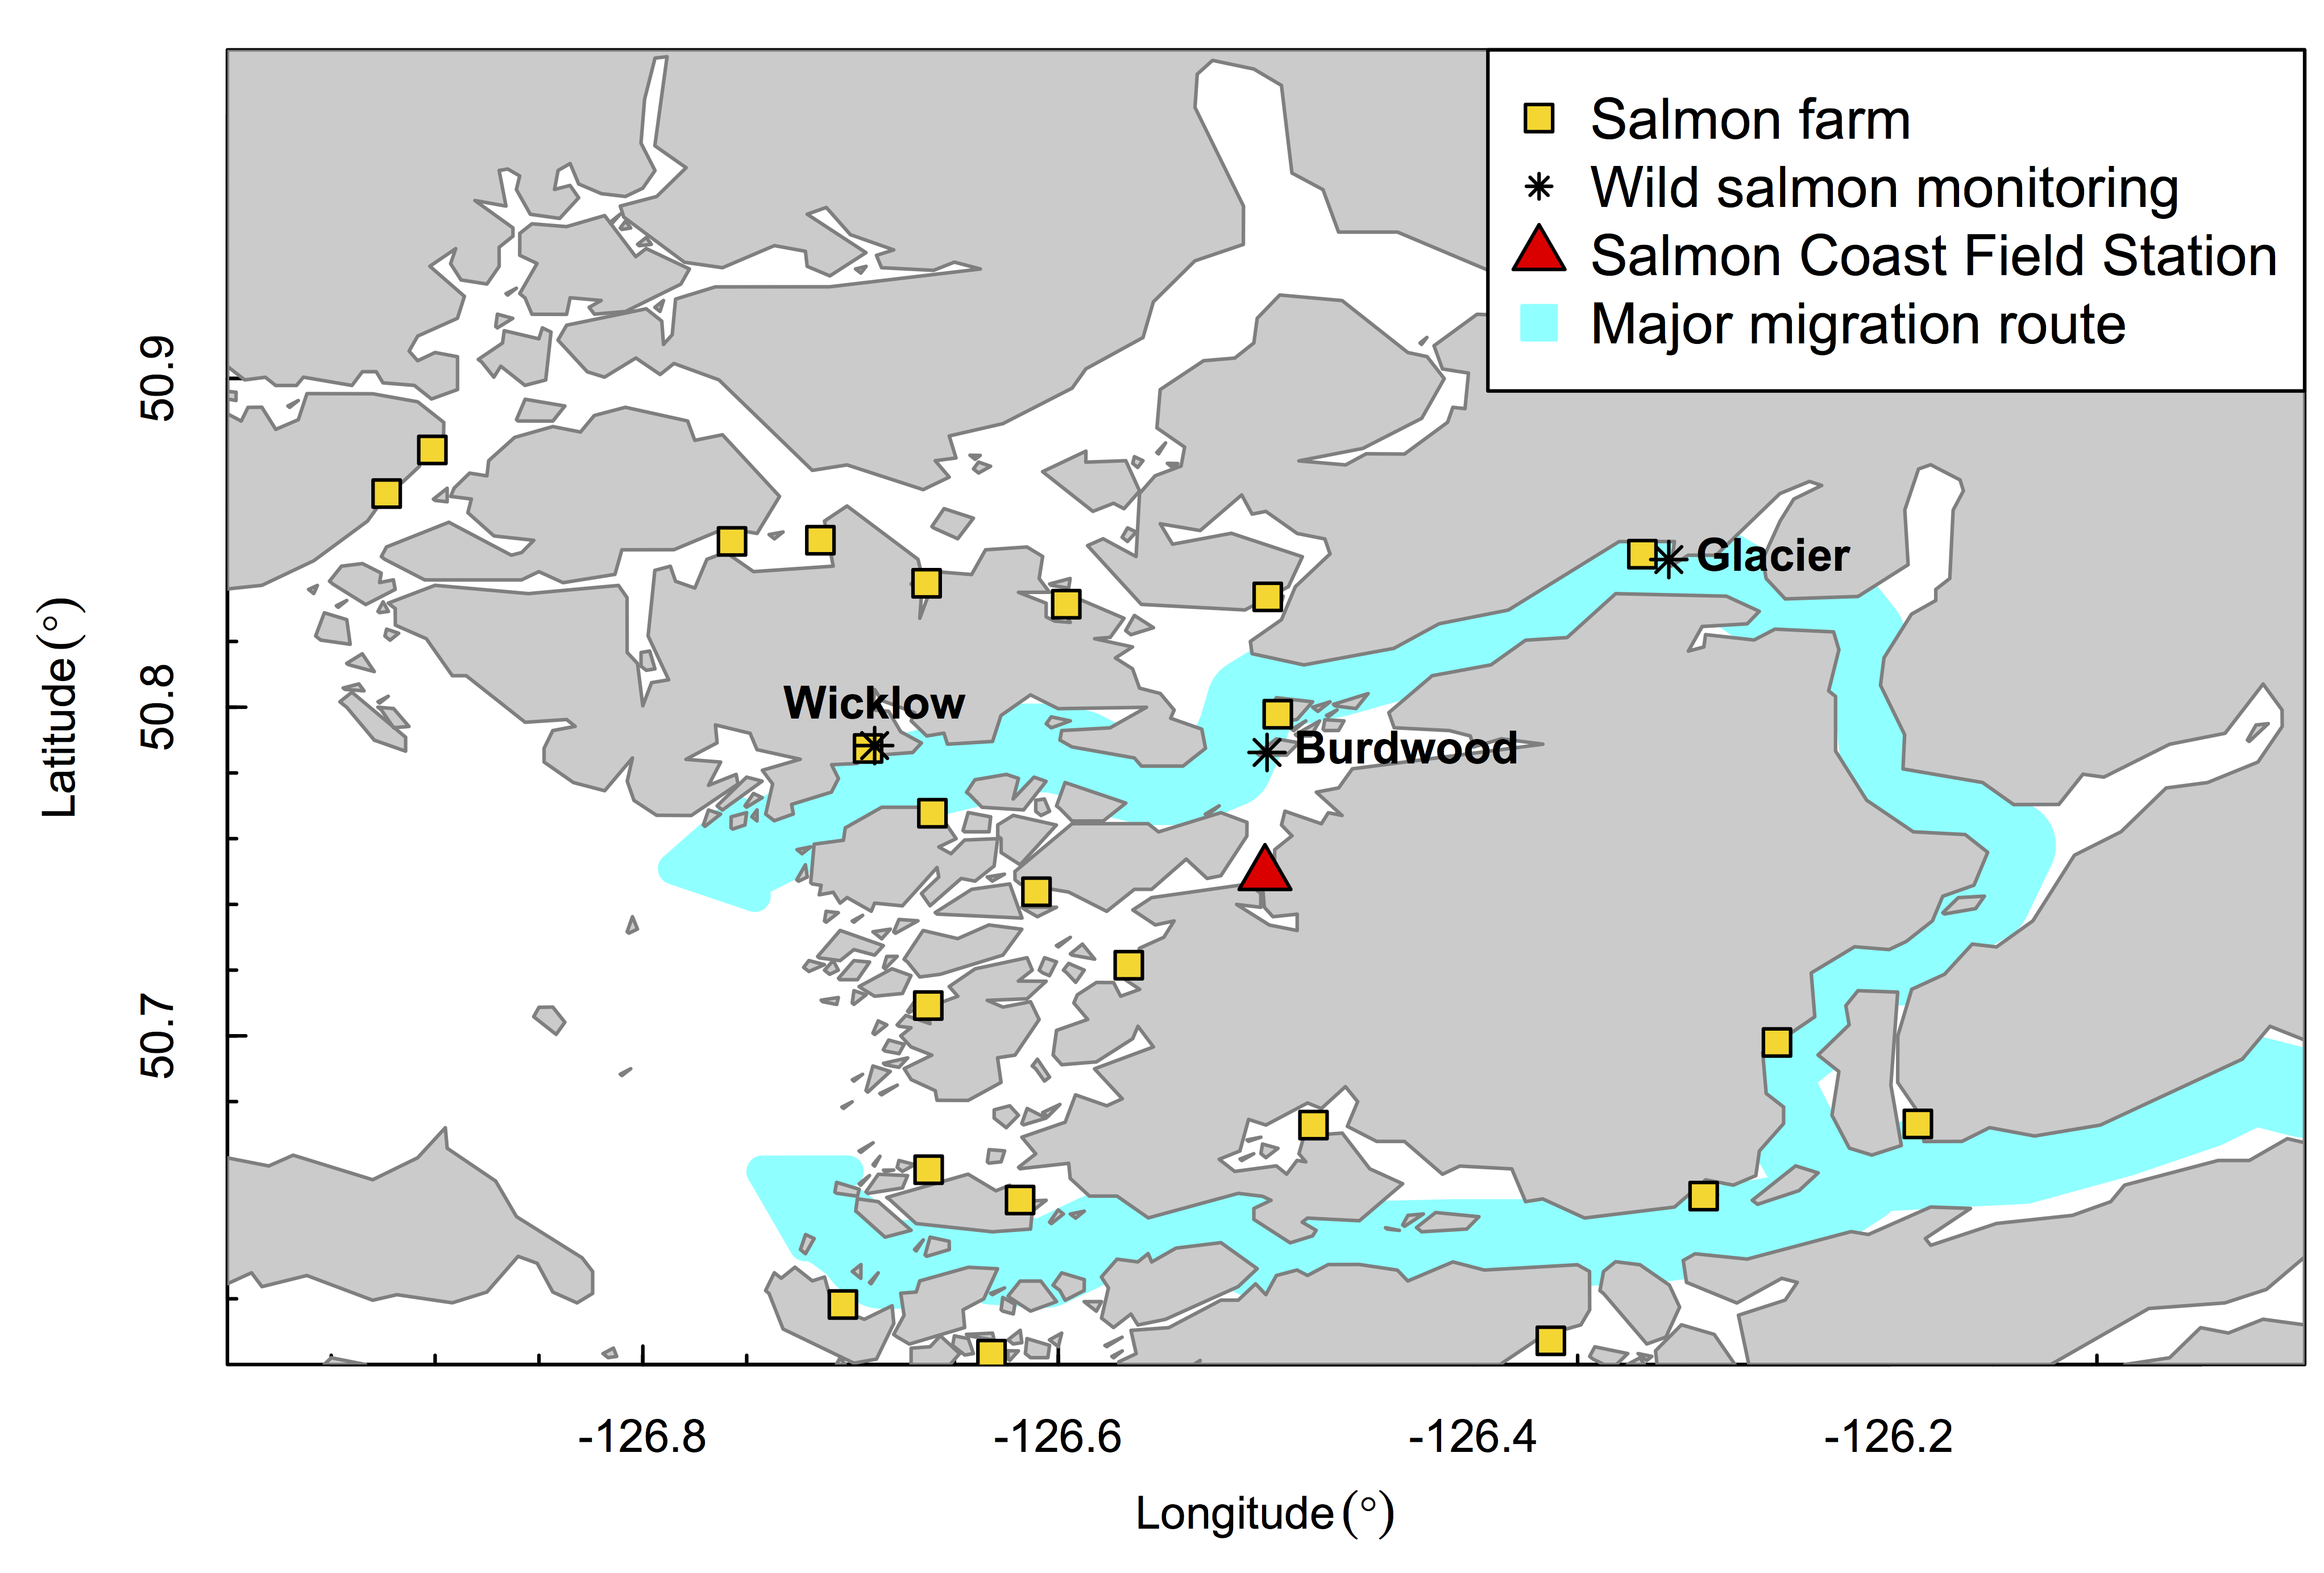 Salmon farm
Wild salmon monitoring
Salmon Coast Field Station
Major migration route
50.9
Glacier
50.8
Wicklow
Burdwood
Latitude (°)
50.7
-126.8
-126.6
-126.4
-126.2
Longitude (°)